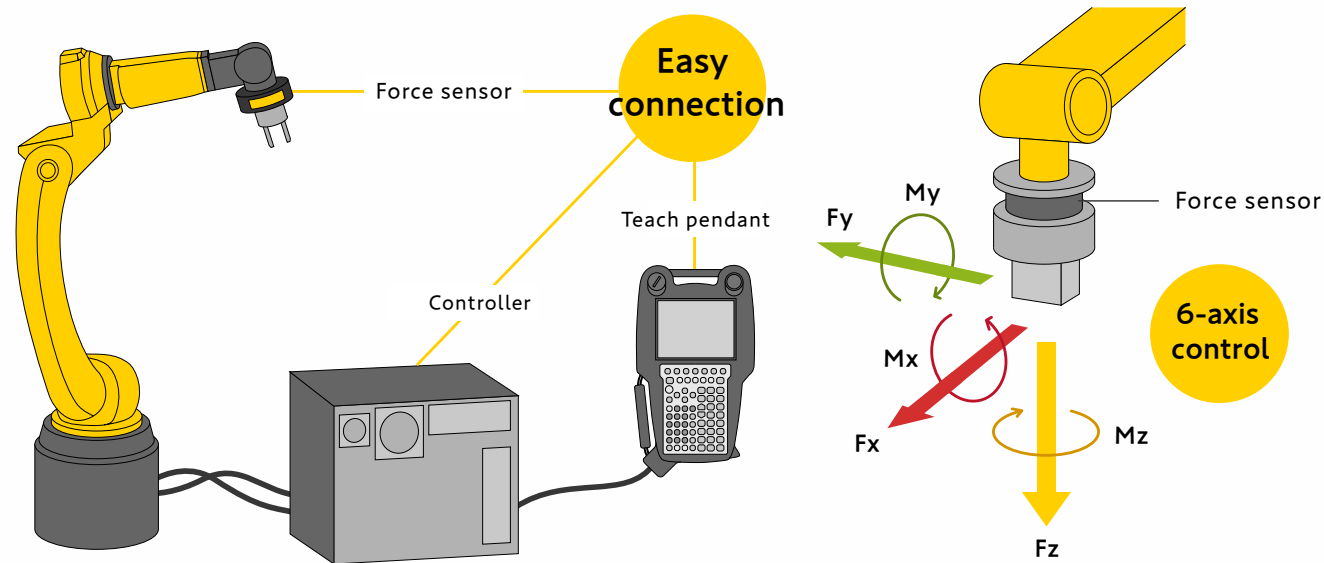 Easy
connection
Force sensor
Teach pendant
Controller
Force sensor
My
Fy
6-axis
control
Mx
Fx
Mz
Fz